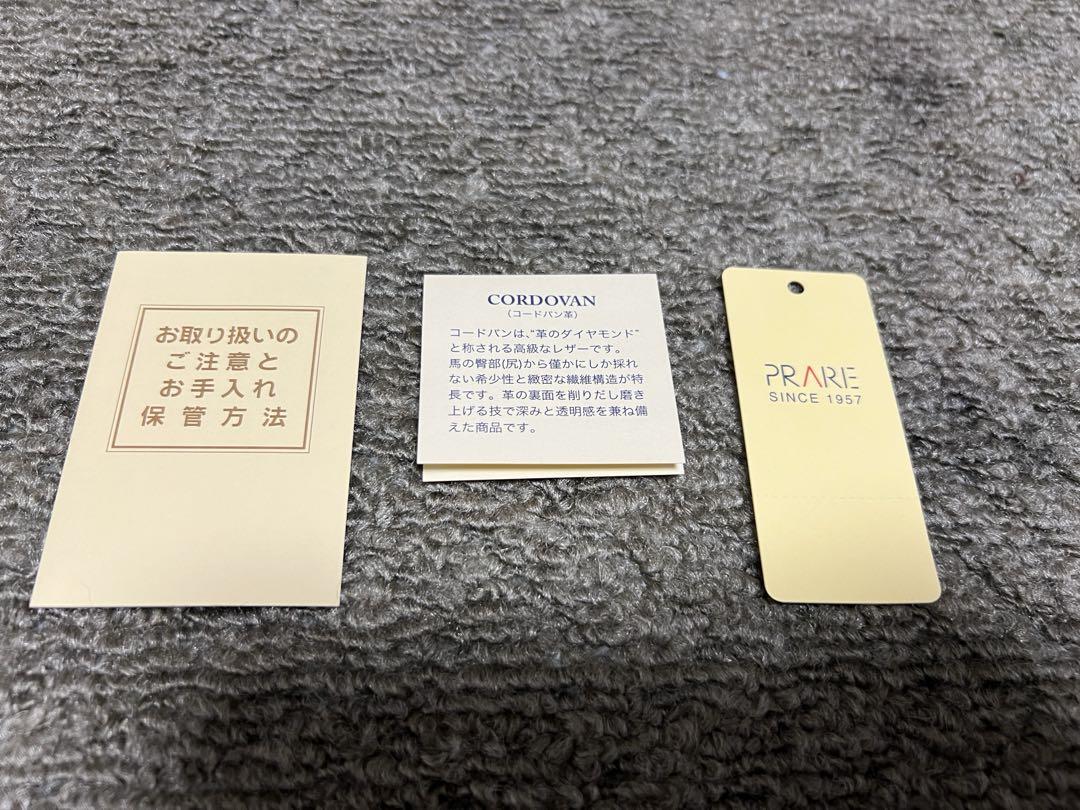 お取り扱いの
ご注意と
お手入れ
保管方法
CORDOVAN
（コードバン革）
コードバンは、“革のダイヤモンド”
と称される高級なレザーです。
馬の臀部(尻)から僅かにしか採れ
ない希少性と緻密な繊維構造が特
長です。革の裏面を削りだし磨き
上げる技で深みと透明感を兼ね備
えた商品です。
PRARIE
SINCE 1957